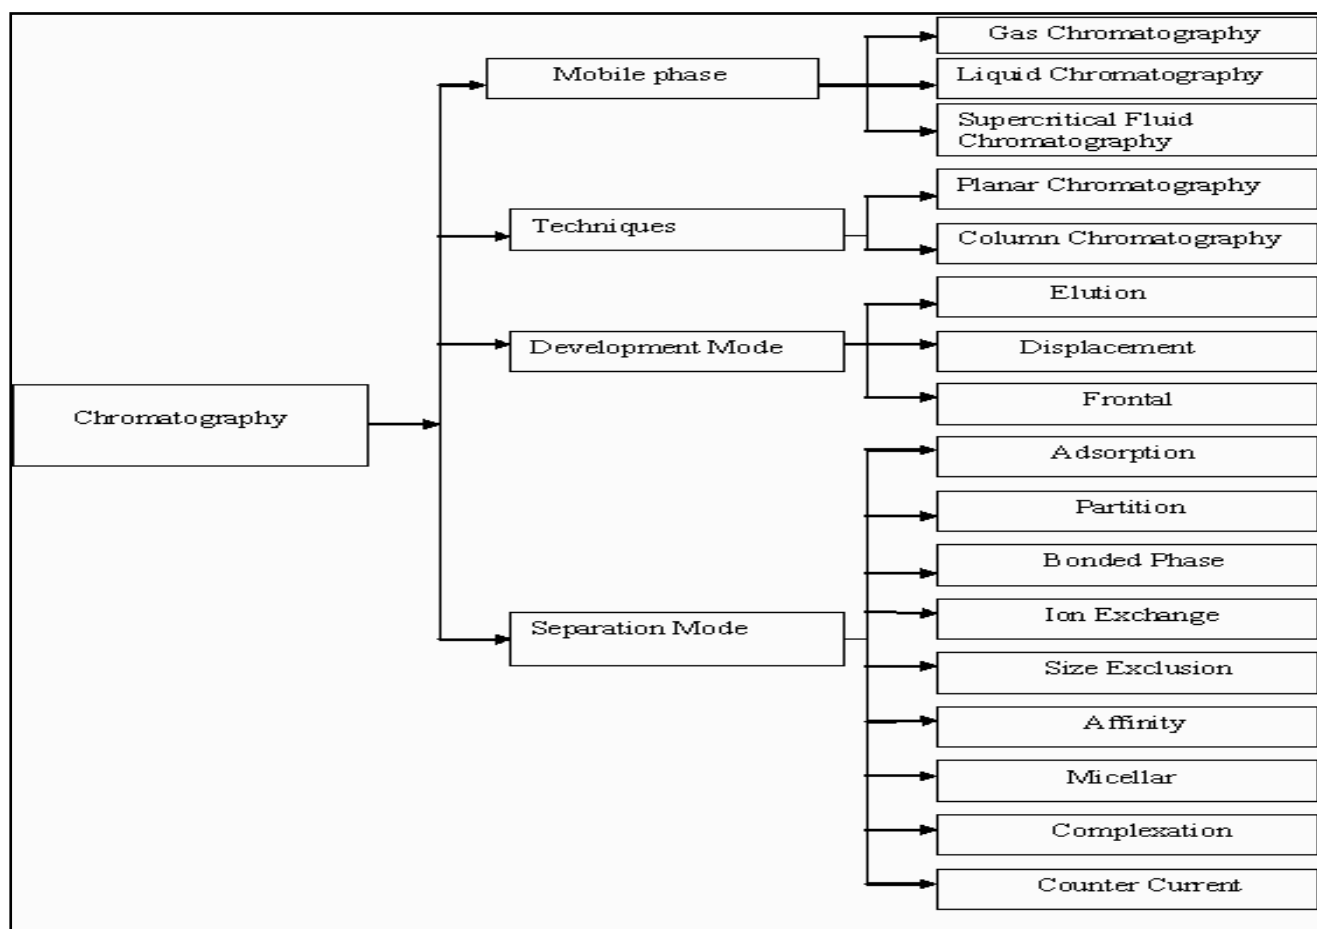 Chromatography
Mobile phase
Gas Chromatography
Liquid Chromatography
Supercritical Fluid
Chromatography
Techniques
Planar Chromatography
Column Chromatography
Development Mode
Elution
Displacement
Frontal
Separation Mode
Adsorption
Partition
Bonded Phase
Ion Exchange
Size Exclusion
Affinity
Micellar
Complexation
Counter Current